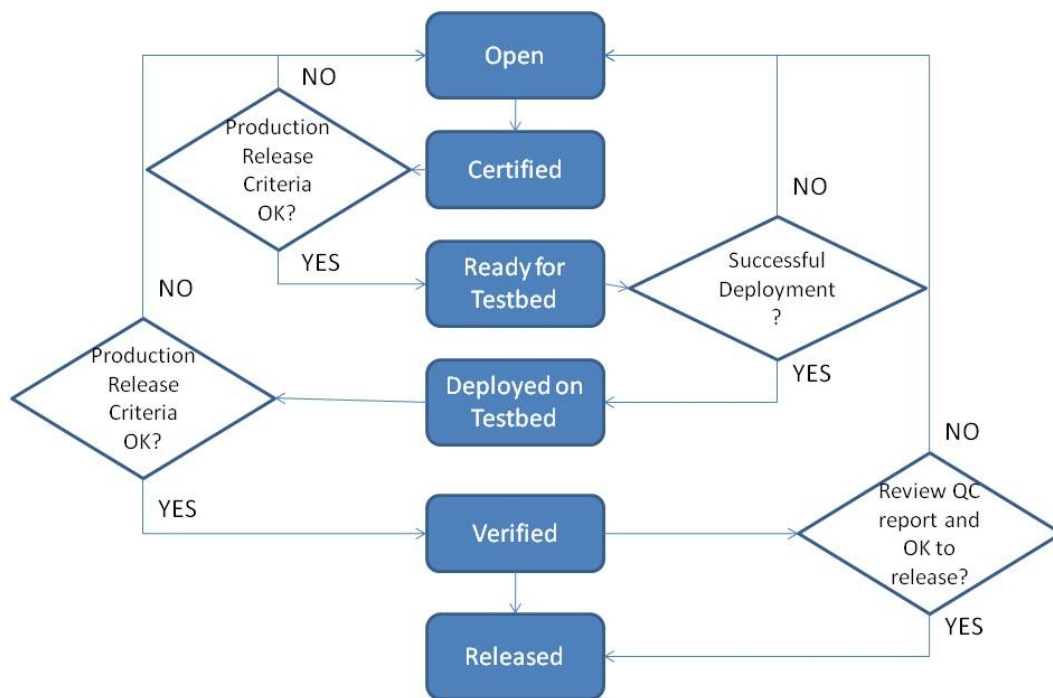 Open
NO
Production
Release
Criteria
OK?
Certified
NO
YES
Ready for
Testbed
Successful
Deployment
?
NO
Production
Release
Criteria
OK?
Deployed on
Testbed
YES
NO
YES
Verified
Review QC
report and
OK to
release?
YES
Released